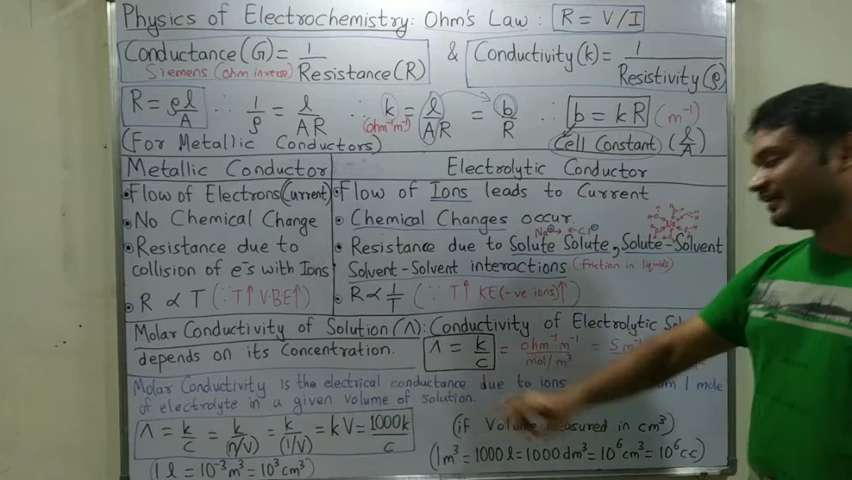 Physics of Electrochemistry: Ohm's Law: R = V/I
Conductance (G) = 1/Resistance (R) & Conductivity (k) = 1/Resistivity (ρ)
Siemens (ohm inverse)
R = ρl/A ∴ 1/ρ = l/AR ∴ k = l/AR = b/R ∴ b = kR (m⁻¹)
(ohm⁻¹m⁻¹)
(For Metallic Conductors) Cell Constant (l/A)
Metallic Conductor
• Flow of Electrons (Current)
• No Chemical Change
• Resistance due to
collision of e⁻s with Ions
• R ∝ T (∵ T↑ V.BE↑)
Electrolytic Conductor
• Flow of Ions leads to Current
• Chemical Changes occur.
• Resistance due to Solute Solute, Solute-Solvent
Solvent-Solvent interactions (friction in liquids)
• R ∝ 1/T (∵ T↑ KE(-ve ions)↑)
Molar Conductivity of Solution (Λ): Conductivity of Electrolytic
depends on its Concentration. Λ = k/c = ohm⁻¹m⁻¹/mol/m³ =
Molar Conductivity is the electrical conductance due to ions 1 mole
of electrolyte in a given volume of solution.
Λ = k/c = k/(n/V) = k/(1/V) = kV = 1000k/c (if Volume measured in cm³)
(1l = 10⁻³m³ = 10³cm³) (1m³ = 1000l = 1000dm³ = 10⁶cm³ = 10⁶cc)